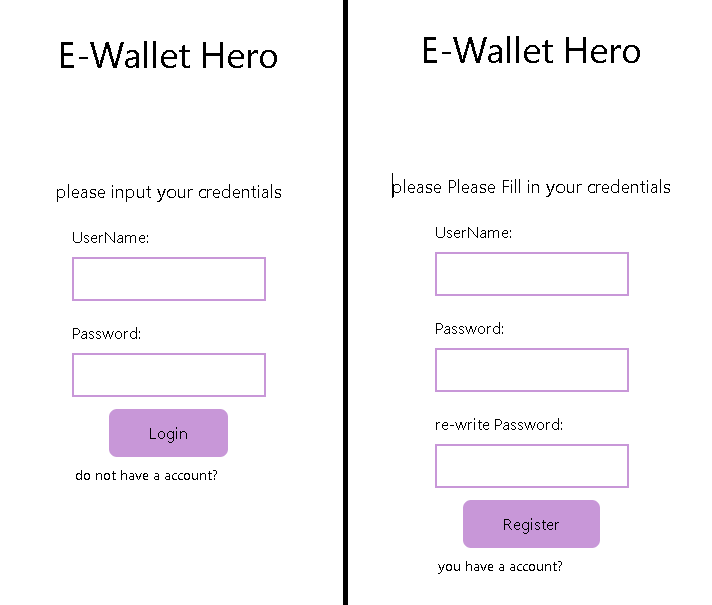 E-Wallet Hero
please input your credentials
UserName:
Password:
Login
do not have a account?
E-Wallet Hero
please Please Fill in your credentials
UserName:
Password:
re-write Password:
Register
you have a account?